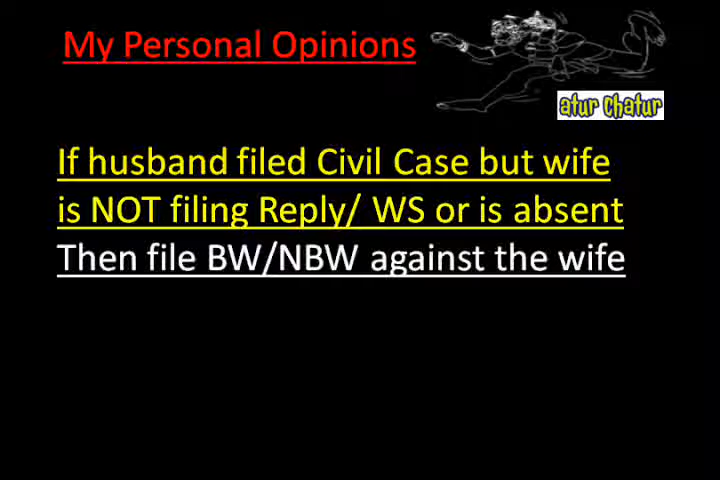 My Personal Opinions
atur chatur
If husband filed Civil Case but wife
is NOT filing Reply/ WS or is absent
Then file BW/NBW against the wife